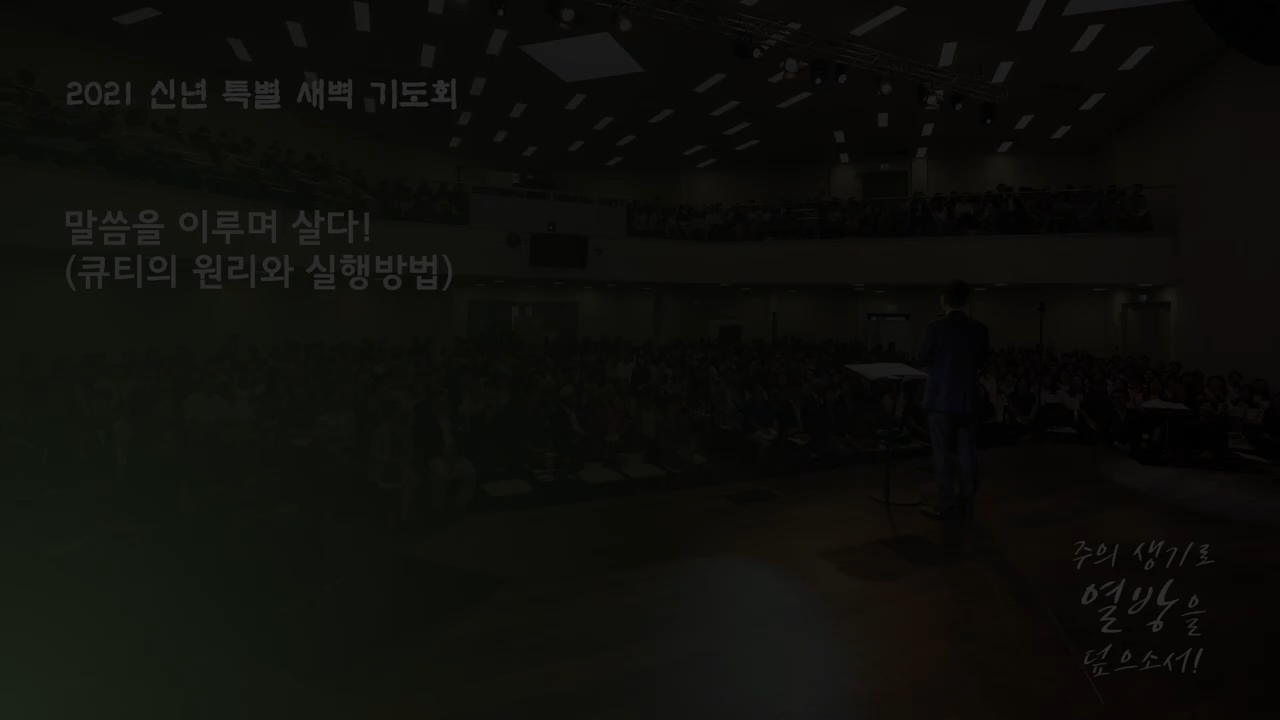 2021 신년 특별 새벽 기도회
말씀을 이루며 살다!
(큐티의 원리와 실행방법)
주의 생기로
열방을
덮으소서!